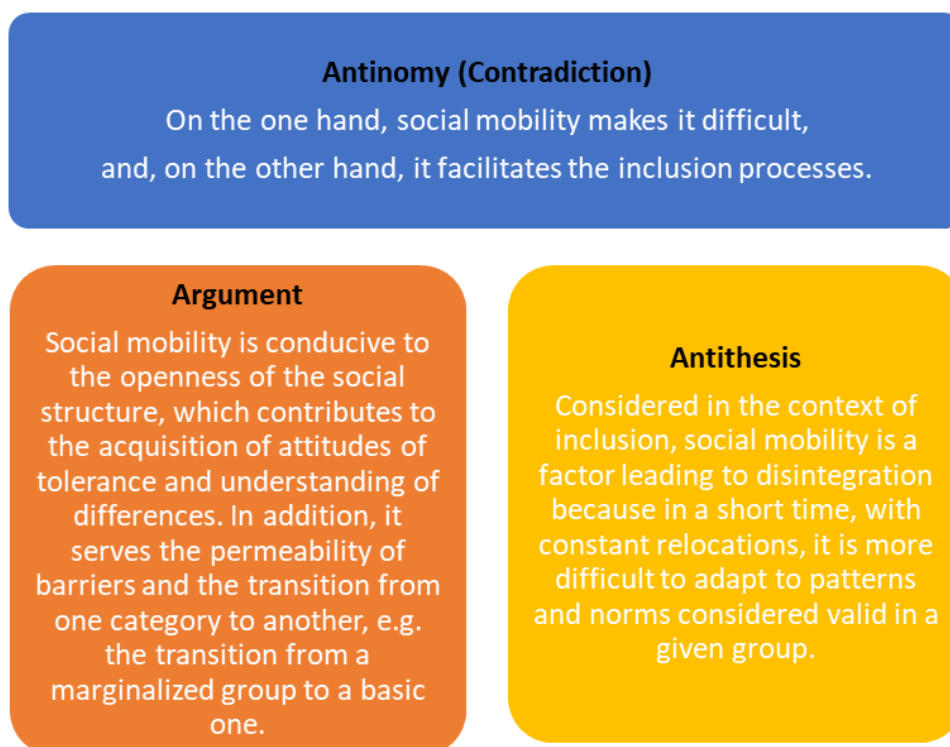 Antinomy (Contradiction)
On the one hand, social mobility makes it difficult,
and, on the other hand, it facilitates the inclusion processes.
Argument
Social mobility is conducive to
the openness of the social
structure, which contributes to
the acquisition of attitudes of
tolerance and understanding of
differences. In addition, it
serves the permeability of
barriers and the transition from
one category to another, e.g.
the transition from a
marginalized group to a basic
one.
Antithesis
Considered in the context of
inclusion, social mobility is a
factor leading to disintegration
because in a short time, with
constant relocations, it is more
difficult to adapt to patterns
and norms considered valid in a
given group.